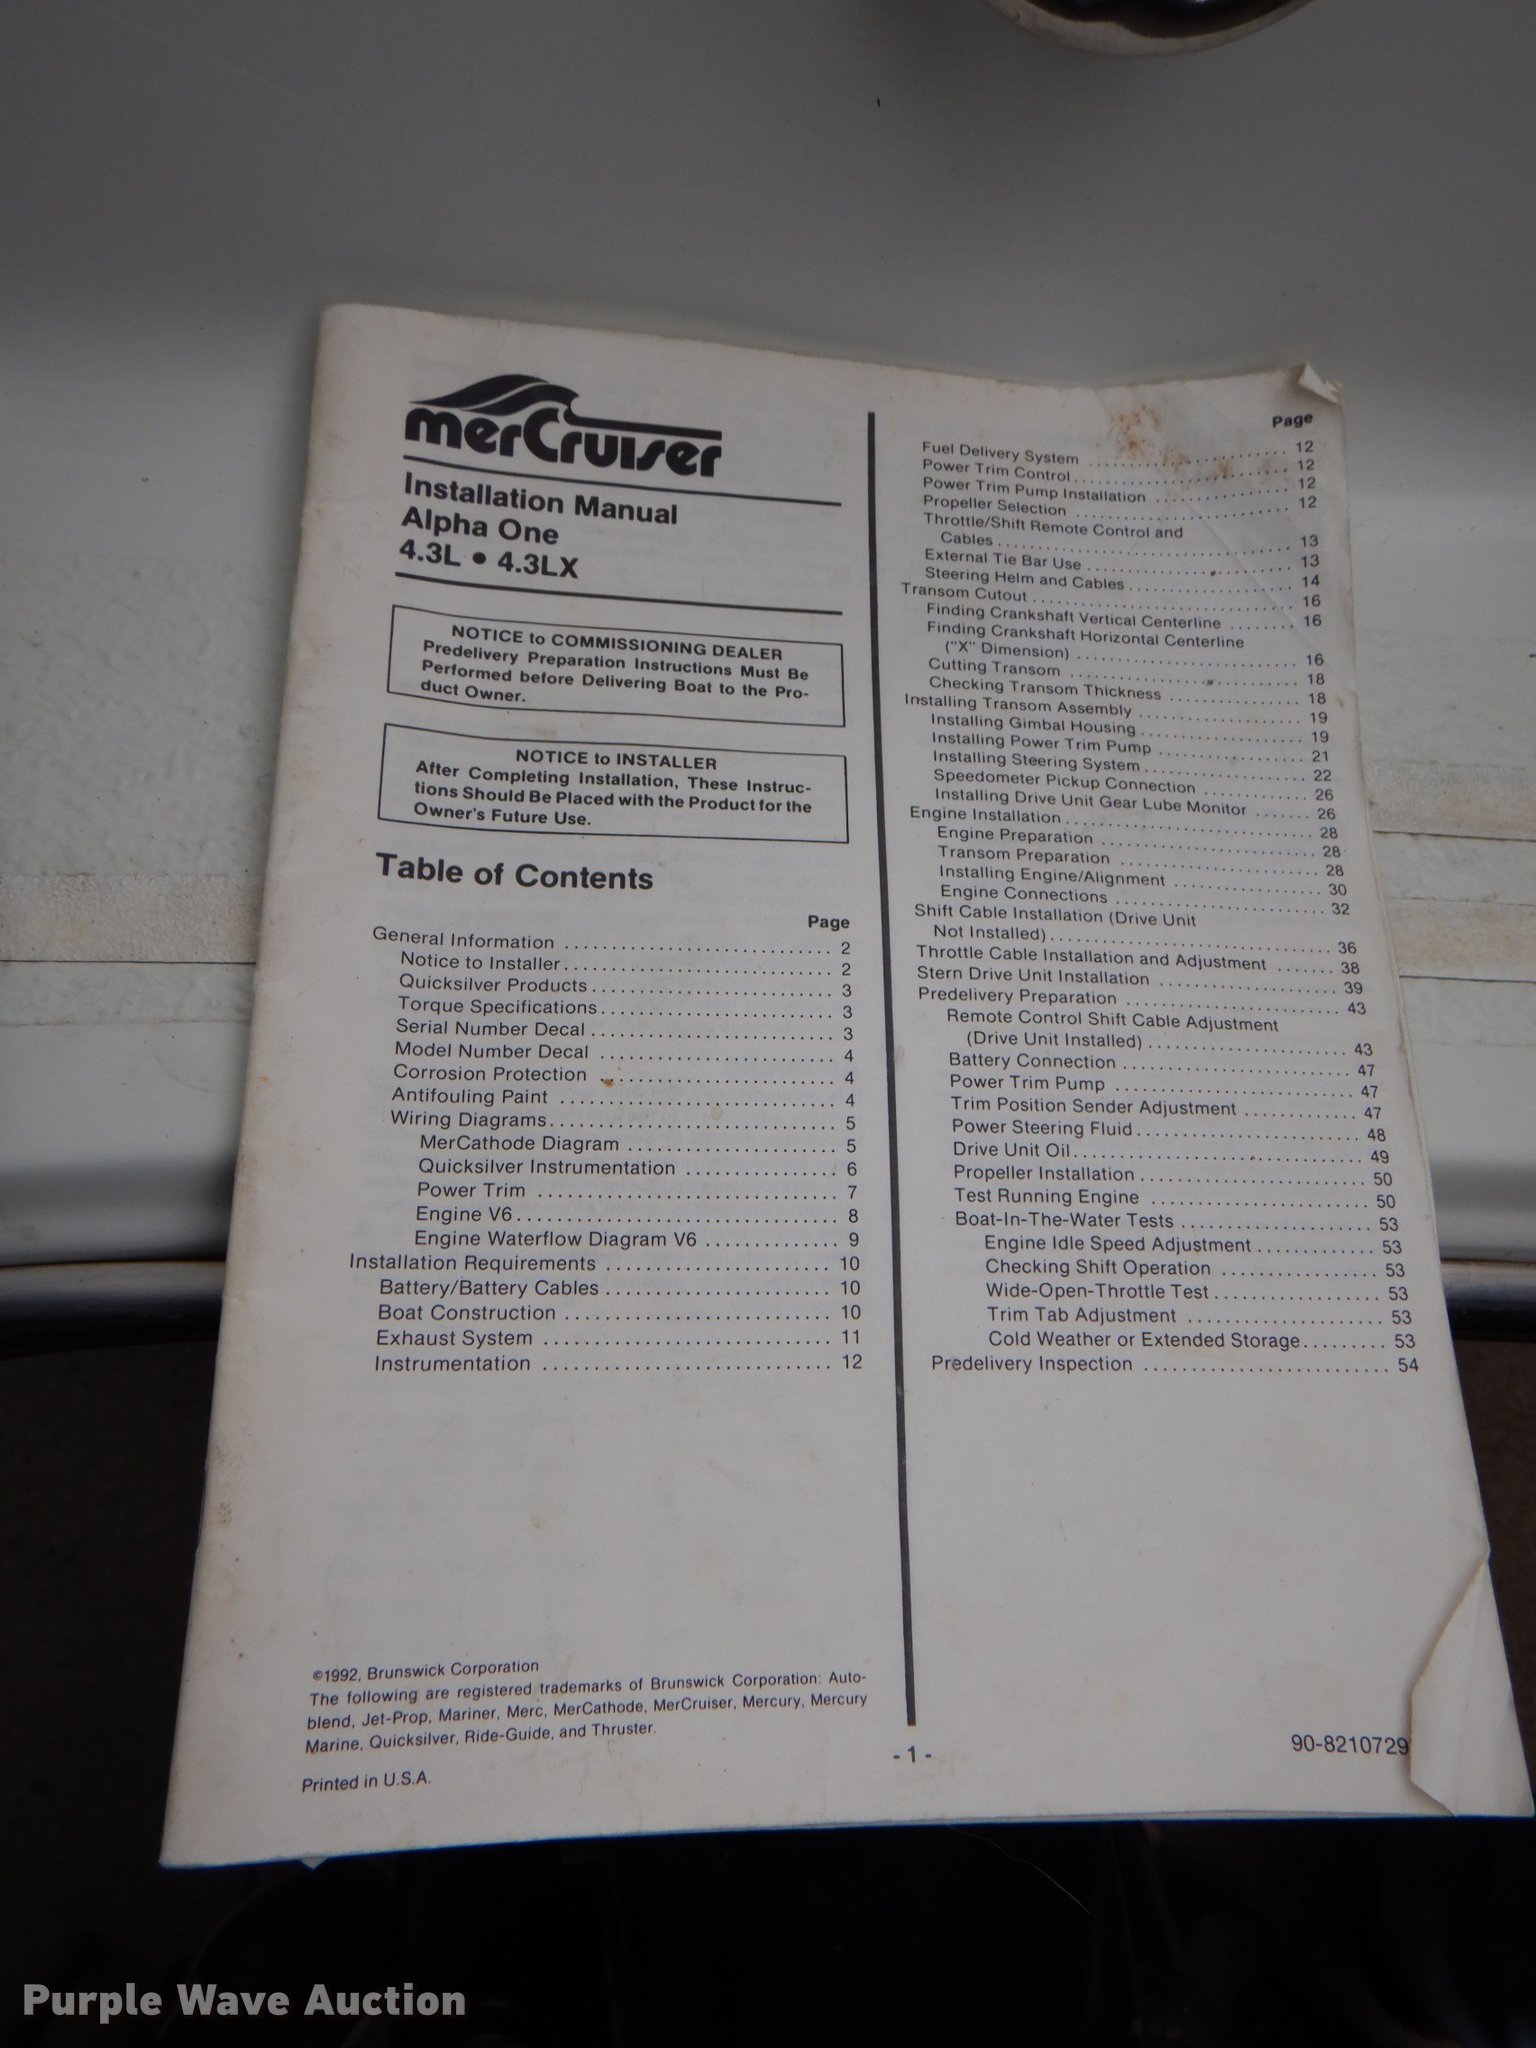 merCruiser
Installation Manual
Alpha One
4.3L • 4.3LX
NOTICE to COMMISSIONING DEALER
Predelivery Preparation Instructions Must Be
Performed before Delivering Boat to the Pro-
duct Owner.
NOTICE to INSTALLER
After Completing Installation, These Instruc-
tions Should Be Placed with the Product for the
Owner's Future Use.
Table of Contents
Page
General Information . . . . . . . . . . 2
Notice to Installer . . . . . . . . . . 2
Quicksilver Products . . . . . . . . . . 3
Torque Specifications . . . . . . . . . . 3
Serial Number Decal . . . . . . . . . . 3
Model Number Decal . . . . . . . . . . 4
Corrosion Protection . . . . . . . . . . 4
Antifouling Paint . . . . . . . . . . 4
Wiring Diagrams . . . . . . . . . . 5
MerCathode Diagram . . . . . . . . . . 5
Quicksilver Instrumentation . . . . . . . . . . 6
Power Trim . . . . . . . . . . 7
Engine V6 . . . . . . . . . . 8
Engine Waterflow Diagram V6 . . . . . . . . . . 9
Installation Requirements . . . . . . . . . . 10
Battery/Battery Cables . . . . . . . . . . 10
Boat Construction . . . . . . . . . . 10
Exhaust System . . . . . . . . . . 11
Instrumentation . . . . . . . . . . 12
©1992, Brunswick Corporation
The following are registered trademarks of Brunswick Corporation: Auto-
blend, Jet-Prop, Mariner, Merc, MerCathode, MerCruiser, Mercury, Mercury
Marine, Quicksilver, Ride-Guide, and Thruster.
Printed in U.S.A.
Page
Fuel Delivery System . . . . . . . . . . 12
Power Trim Control . . . . . . . . . . 12
Power Trim Pump Installation . . . . . . . . . . 12
Propeller Selection . . . . . . . . . . 12
Throttle/Shift Remote Control and
Cables . . . . . . . . . . 13
External Tie Bar Use . . . . . . . . . . 13
Steering Helm and Cables . . . . . . . . . . 14
Transom Cutout . . . . . . . . . . 16
Finding Crankshaft Vertical Centerline . . . . . . . . 16
Finding Crankshaft Horizontal Centerline
("X" Dimension) . . . . . . . . . . 16
Cutting Transom . . . . . . . . . . 18
Checking Transom Thickness . . . . . . . . . . 18
Installing Transom Assembly . . . . . . . . . . 19
Installing Gimbal Housing . . . . . . . . . . 19
Installing Power Trim Pump . . . . . . . . . . 21
Installing Steering System . . . . . . . . . . 22
Speedometer Pickup Connection . . . . . . . . . . 26
Installing Drive Unit Gear Lube Monitor . . . . . . . 26
Engine Installation . . . . . . . . . . 28
Engine Preparation . . . . . . . . . . 28
Transom Preparation . . . . . . . . . . 28
Installing Engine/Alignment . . . . . . . . . . 30
Engine Connections . . . . . . . . . . 32
Shift Cable Installation (Drive Unit
Not Installed) . . . . . . . . . . 36
Throttle Cable Installation and Adjustment . . . . . . . 38
Stern Drive Unit Installation . . . . . . . . . . 39
Predelivery Preparation . . . . . . . . . . 43
Remote Control Shift Cable Adjustment
(Drive Unit Installed) . . . . . . . . . . 43
Battery Connection . . . . . . . . . . 47
Power Trim Pump . . . . . . . . . . 47
Trim Position Sender Adjustment . . . . . . . . . . 47
Power Steering Fluid . . . . . . . . . . 48
Drive Unit Oil . . . . . . . . . . 49
Propeller Installation . . . . . . . . . . 50
Test Running Engine . . . . . . . . . . 50
Boat-In-The-Water Tests . . . . . . . . . . 53
Engine Idle Speed Adjustment . . . . . . . . . . 53
Checking Shift Operation . . . . . . . . . . 53
Wide-Open-Throttle Test . . . . . . . . . . 53
Trim Tab Adjustment . . . . . . . . . . 53
Cold Weather or Extended Storage . . . . . . . . . 53
Predelivery Inspection . . . . . . . . . . 54
- 1 -
90-8210729
Purple Wave Auction